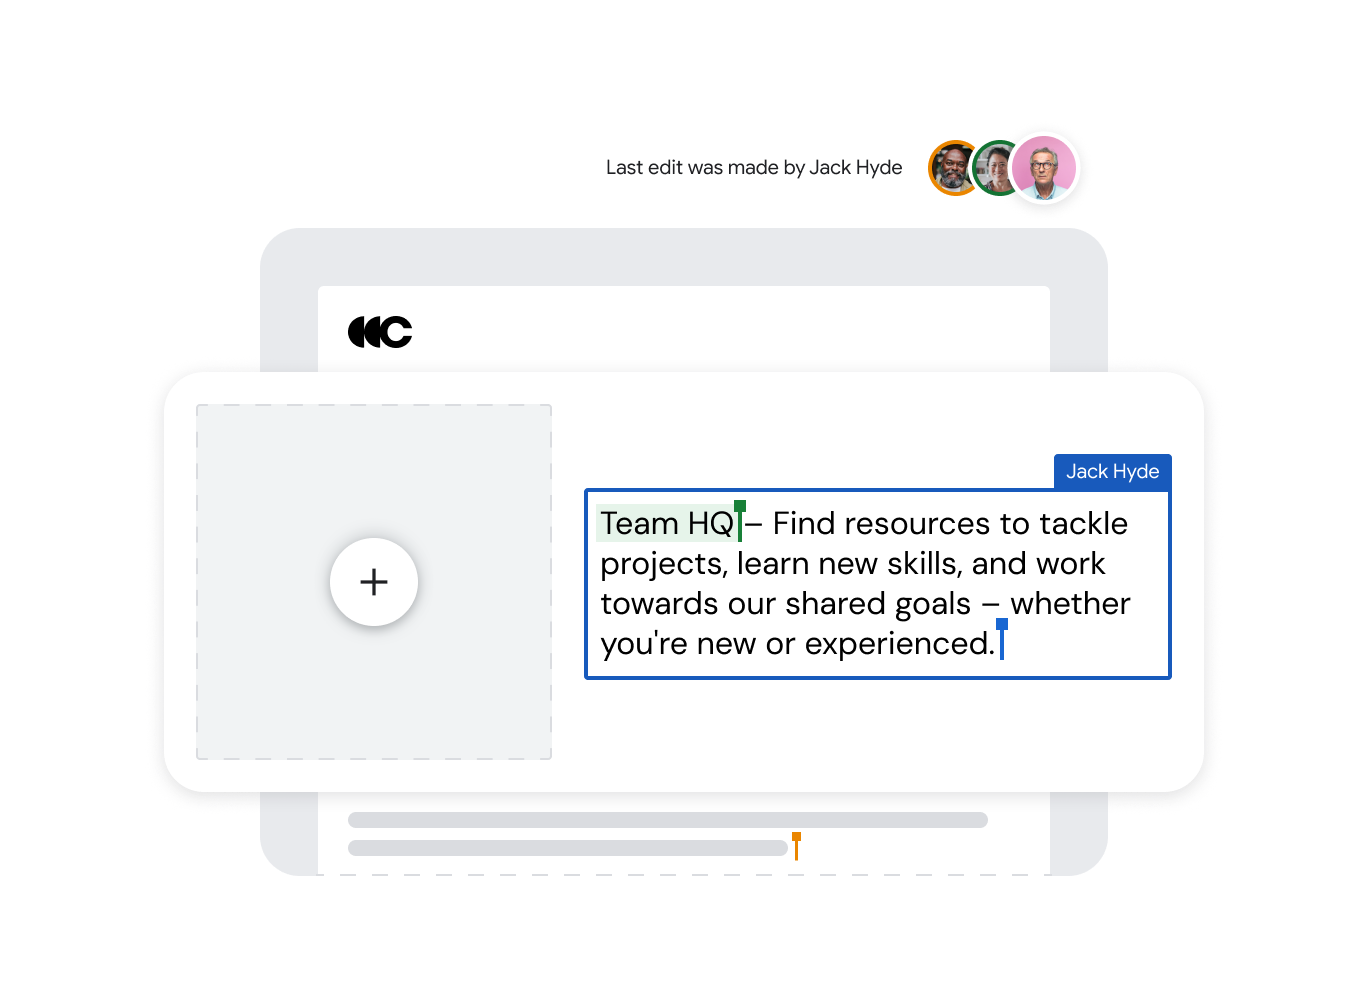 Last edit was made by Jack Hyde
Jack Hyde
Team HQ – Find resources to tackle
projects, learn new skills, and work
towards our shared goals – whether
you're new or experienced.